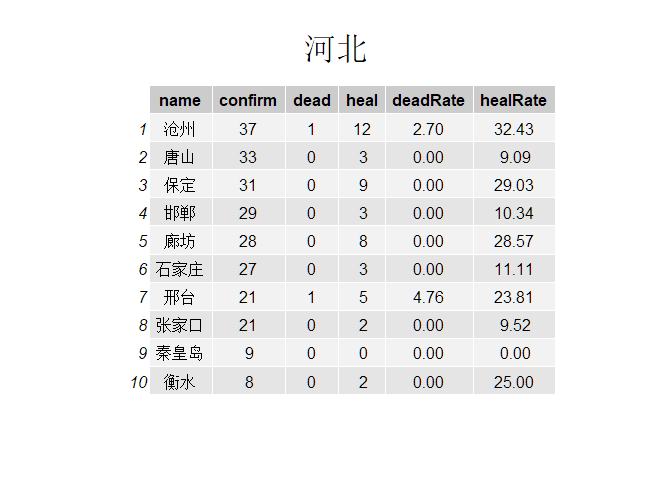 河北
name confirm dead heal deadRate healRate
1 沧州 37 1 12 2.70 32.43
2 唐山 33 0 3 0.00 9.09
3 保定 31 0 9 0.00 29.03
4 邯郸 29 0 3 0.00 10.34
5 廊坊 28 0 8 0.00 28.57
6 石家庄 27 0 3 0.00 11.11
7 邢台 21 1 5 4.76 23.81
8 张家口 21 0 2 0.00 9.52
9 秦皇岛 9 0 0 0.00 0.00
10 衡水 8 0 2 0.00 25.00